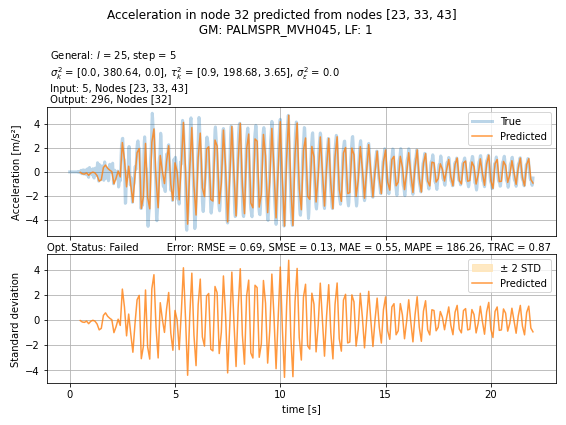 Acceleration in node 32 predicted from nodes [23, 33, 43]
GM: PALMSPR_MVH045, LF: 1
General: l = 25, step = 5
σ²ₖ = [0.0, 380.64, 0.0], τ²ₖ = [0.9, 198.68, 3.65], σ²ₛ = 0.0
Input: 5, Nodes [23, 33, 43]
Output: 296, Nodes [32]
Acceleration [m/s²]
4
2
0
−2
−4
True
Predicted
Opt. Status: Failed Error: RMSE = 0.69, SMSE = 0.13, MAE = 0.55, MAPE = 186.26, TRAC = 0.87
Standard deviation
4
2
0
−2
−4
± 2 STD
Predicted
0 5 10 15 20
time [s]